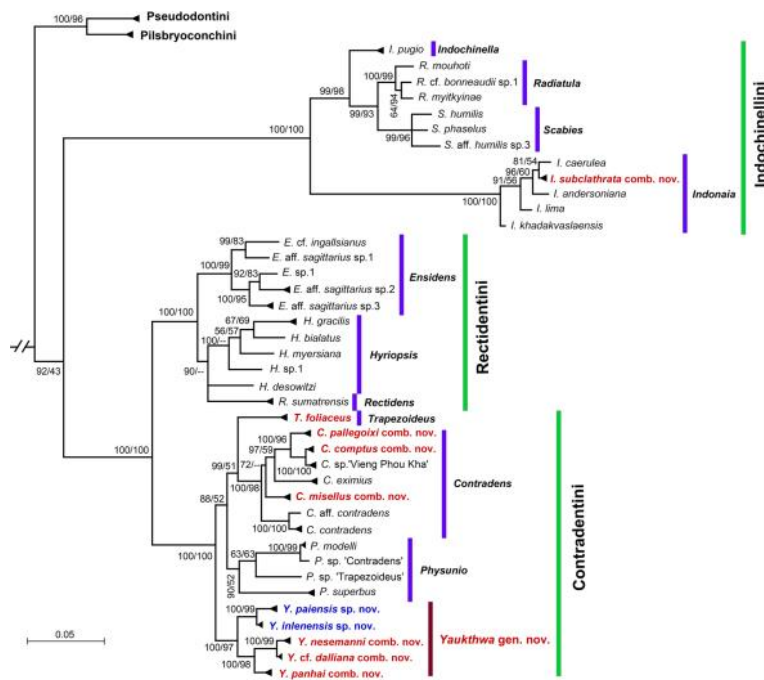 100/96
Pseudodontini
Pilsbryoconchini
I. pugio
Indochinella
99/98
R. mouhoti
100/99
R. cf. bonneaudii sp.1
Radiatula
64/94
R. myitkyinae
99/93
S. humilis
S. phaselus
Scabies
99/96
S. aff. humilis sp.3
100/100
Indochinellini
81/54
I. caerulea
96/60
I. subclathrata comb. nov.
91/56
I. andersoniana
Indonaia
100/100
I. lima
I. khadakvaslaensis
99/83
E. cf. ingallsianus
E. aff. sagittarius sp.1
100/99
92/83
E. sp.1
Ensidens
E. aff. sagittarius sp.2
100/95
E. aff. sagittarius sp.3
100/100
Rectidentini
67/69
H. gracilis
56/57
H. bialatus
100/--
H. myersiana
Hyriopsis
H. sp.1
90/--
H. desowitzi
R. sumatrensis
Rectidens
92/43
T. foliaceus
Trapezoideus
100/100
100/96
C. pallegoixi comb. nov.
97/59
C. comptus comb. nov.
99/51
72/--
C. sp.'Vieng Phou Kha'
100/100
C. eximius
Contradens
100/98
C. misellus comb. nov.
88/52
C. aff. contradens
100/100
C. contradens
Contradentini
100/100
100/99
P. modelli
63/63
P. sp. 'Contradens'
P. sp. 'Trapezoideus'
Physunio
90/52
P. superbus
100/99
Y. paiensis sp. nov.
Y. inlenensis sp. nov.
100/97
100/99
Y. nesemanni comb. nov.
Yaukthwa gen. nov.
Y. cf. dalliana comb. nov.
100/98
Y. panhai comb. nov.
0.05